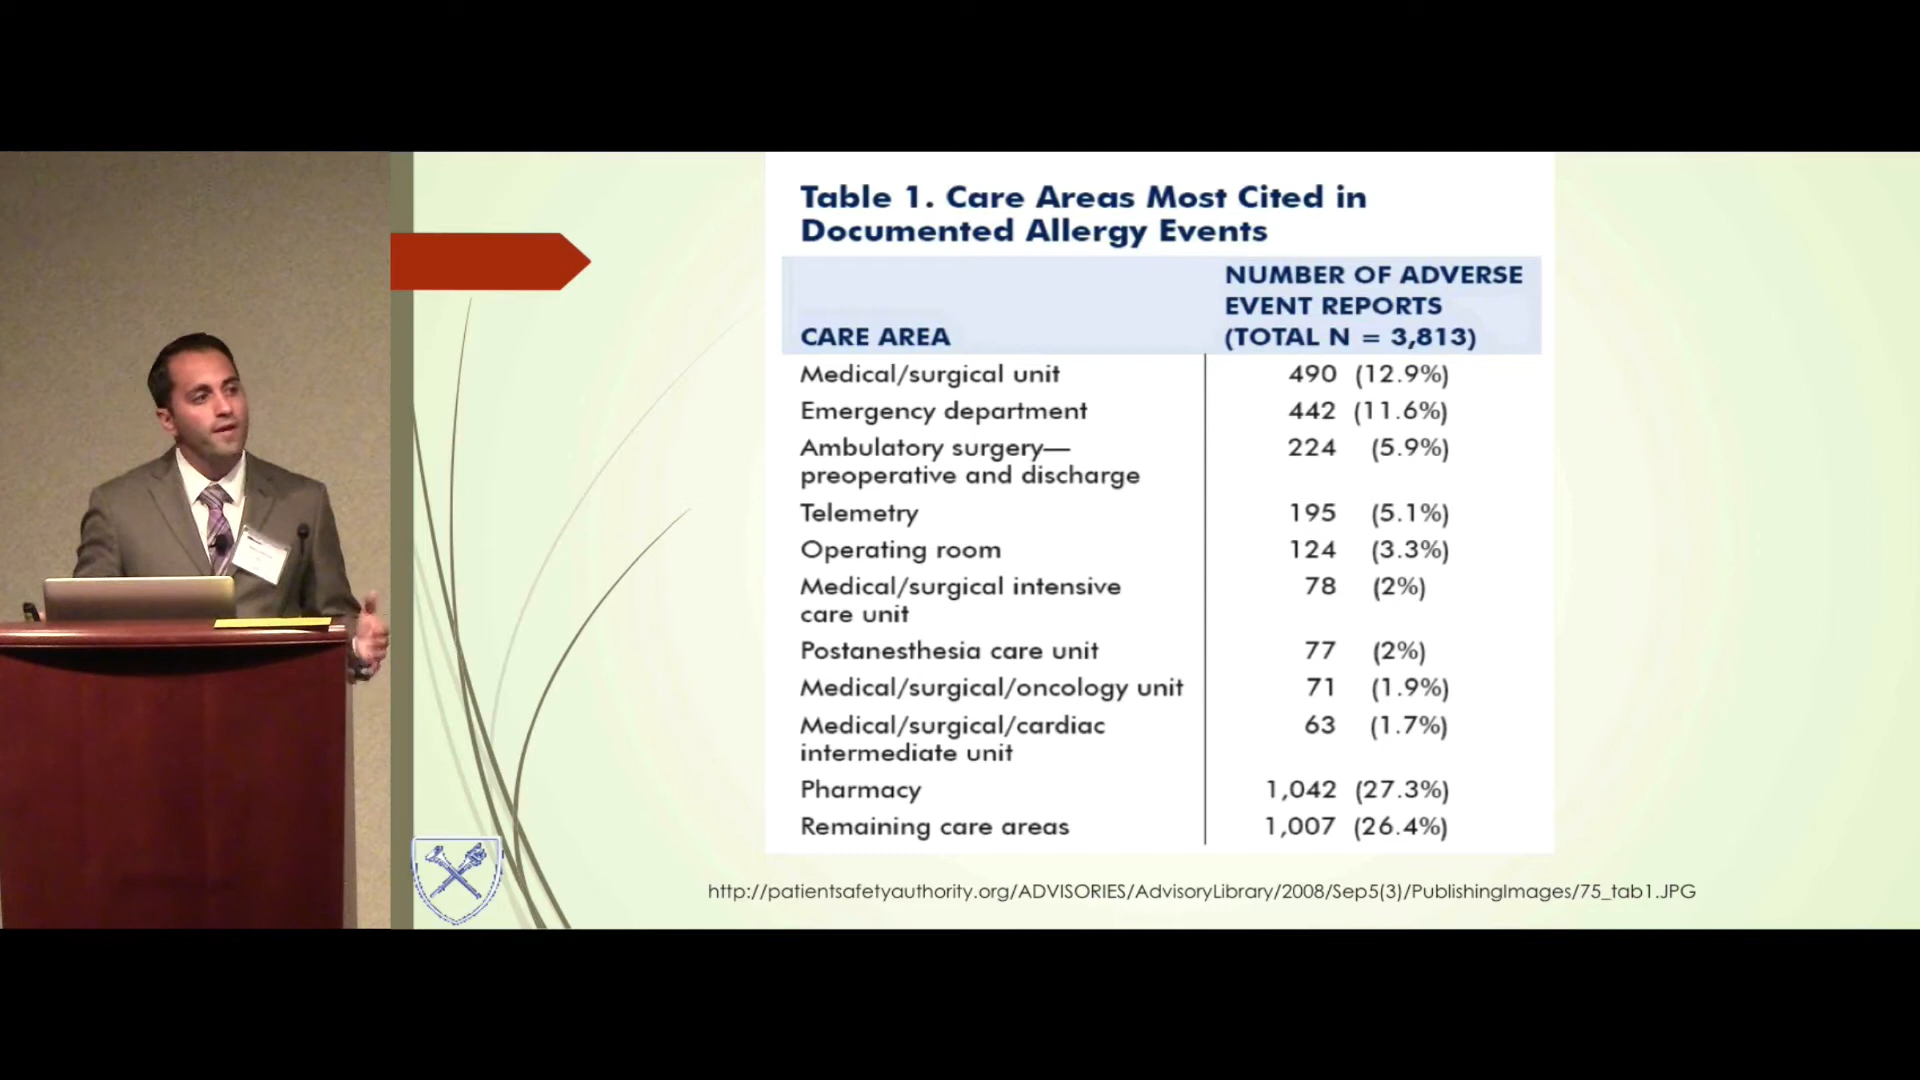 Table 1. Care Areas Most Cited in
Documented Allergy Events
NUMBER OF ADVERSE
EVENT REPORTS
CARE AREA (TOTAL N = 3,813)
Medical/surgical unit 490 (12.9%)
Emergency department 442 (11.6%)
Ambulatory surgery— 224 (5.9%)
preoperative and discharge
Telemetry 195 (5.1%)
Operating room 124 (3.3%)
Medical/surgical intensive 78 (2%)
care unit
Postanesthesia care unit 77 (2%)
Medical/surgical/oncology unit 71 (1.9%)
Medical/surgical/cardiac 63 (1.7%)
intermediate unit
Pharmacy 1,042 (27.3%)
Remaining care areas 1,007 (26.4%)
http://patientsafetyauthority.org/ADVISORIES/AdvisoryLibrary/2008/Sep5(3)/PublishingImages/75_tab1.JPG